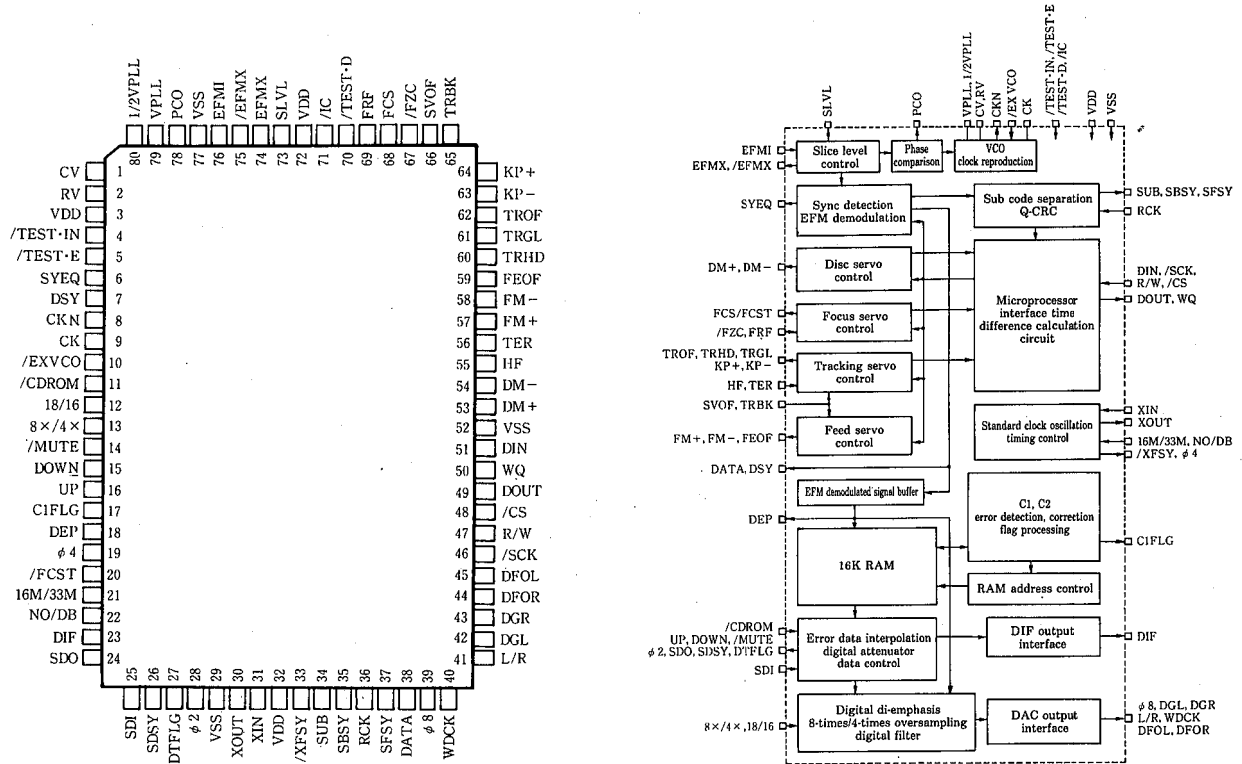 1/2VPLL
VPLL
PCO
VSS
EFMI
/EFMX
EFMX
SLVL
VDD
/IC
/TEST·D
FRF
FCS
/FZC
SVOF
TRBK
80 79 78 77 76 75 74 73 72 71 70 69 68 67 66 65
CV 1
RV 2
VDD 3
/TEST·IN 4
/TEST·E 5
SYEQ 6
DSY 7
CKN 8
CK 9
/EXVCO 10
/CDROM 11
18/16 12
8×/4× 13
/MUTE 14
DOWN 15
UP 16
C1FLG 17
DEP 18
φ4 19
/FCST 20
16M/33M 21
NO/DB 22
DIF 23
SDO 24
64 KP+
63 KP-
62 TROF
61 TRGL
60 TRHD
59 FEOF
58 FM-
57 FM+
56 TER
55 HF
54 DM-
53 DM+
52 VSS
51 DIN
50 WQ
49 DOUT
48 /CS
47 R/W
46 /SCK
45 DFOL
44 DFOR
43 DGR
42 DGL
41 L/R
25 26 27 28 29 30 31 32 33 34 35 36 37 38 39 40
SDI
SDSY
DTFLG
φ2
VSS
XOUT
XIN
VDD
/XFSY
SUB
SBSY
RCK
SFSY
DATA
φ8
WDCK
SLVL
PCO
VPLL, 1/2VPLL
CV, RV
CKN
/EX VCO
CK
/TEST·IN, /TEST·E
/TEST·D, /IC
VDD
VSS
EFMI
EFMX, /EFMX
Slice level
control
Phase
comparison
VCO
clock reproduction
SYEQ
Sync detection
EFM demodulation
Sub code separation
Q-CRC
SUB, SBSY, SFSY
RCK
DM+, DM-
Disc servo
control
Microprocessor
interface time
difference calculation
circuit
DIN, /SCK,
R/W, /CS
DOUT, WQ
FCS/FCST
/FZC, FRF
Focus servo
control
TROF, TRHD, TRGL
KP+, KP-
HF, TER
Tracking servo
control
SVOF, TRBK
FM+, FM-, FEOF
Feed servo
control
Standard clock oscillation
timing control
XIN
XOUT
16M/33M, NO/DB
/XFSY, φ4
DATA, DSY
EFM demodulated signal buffer
DEP
C1, C2
error detection, correction
flag processing
C1FLG
16K RAM
RAM address control
/CDROM
UP, DOWN, /MUTE
φ2, SDO, SDSY, DTFLG
SDI
Error data interpolation
digital attenuator
data control
DIF output
interface
DIF
8×/4×, 18/16
Digital di-emphasis
8-times/4-times oversampling
digital filter
DAC output
interface
φ8, DGL, DGR
L/R, WDCK
DFOL, DFOR